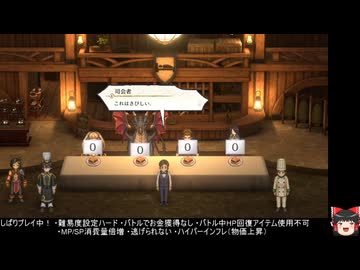 司会者
これはきびしい。
0
0
0
0
しばりプレイ中！ ・難易度設定ハード ・バトルでお金獲得なし ・バトル中HP回復アイテム使用不可
・MP/SP消費量倍増 ・逃げられない ・ハイパーインフレ（物価上昇）